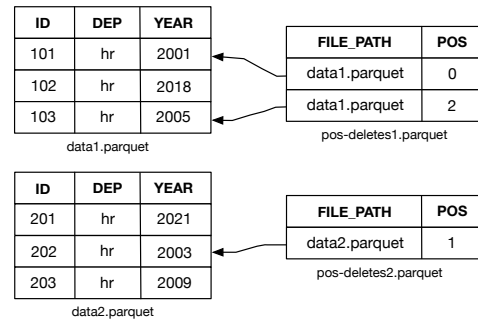 ID DEP YEAR
101 hr 2001
102 hr 2018
103 hr 2005
data1.parquet
FILE_PATH POS
data1.parquet 0
data1.parquet 2
pos-deletes1.parquet
ID DEP YEAR
201 hr 2021
202 hr 2003
203 hr 2009
data2.parquet
FILE_PATH POS
data2.parquet 1
pos-deletes2.parquet